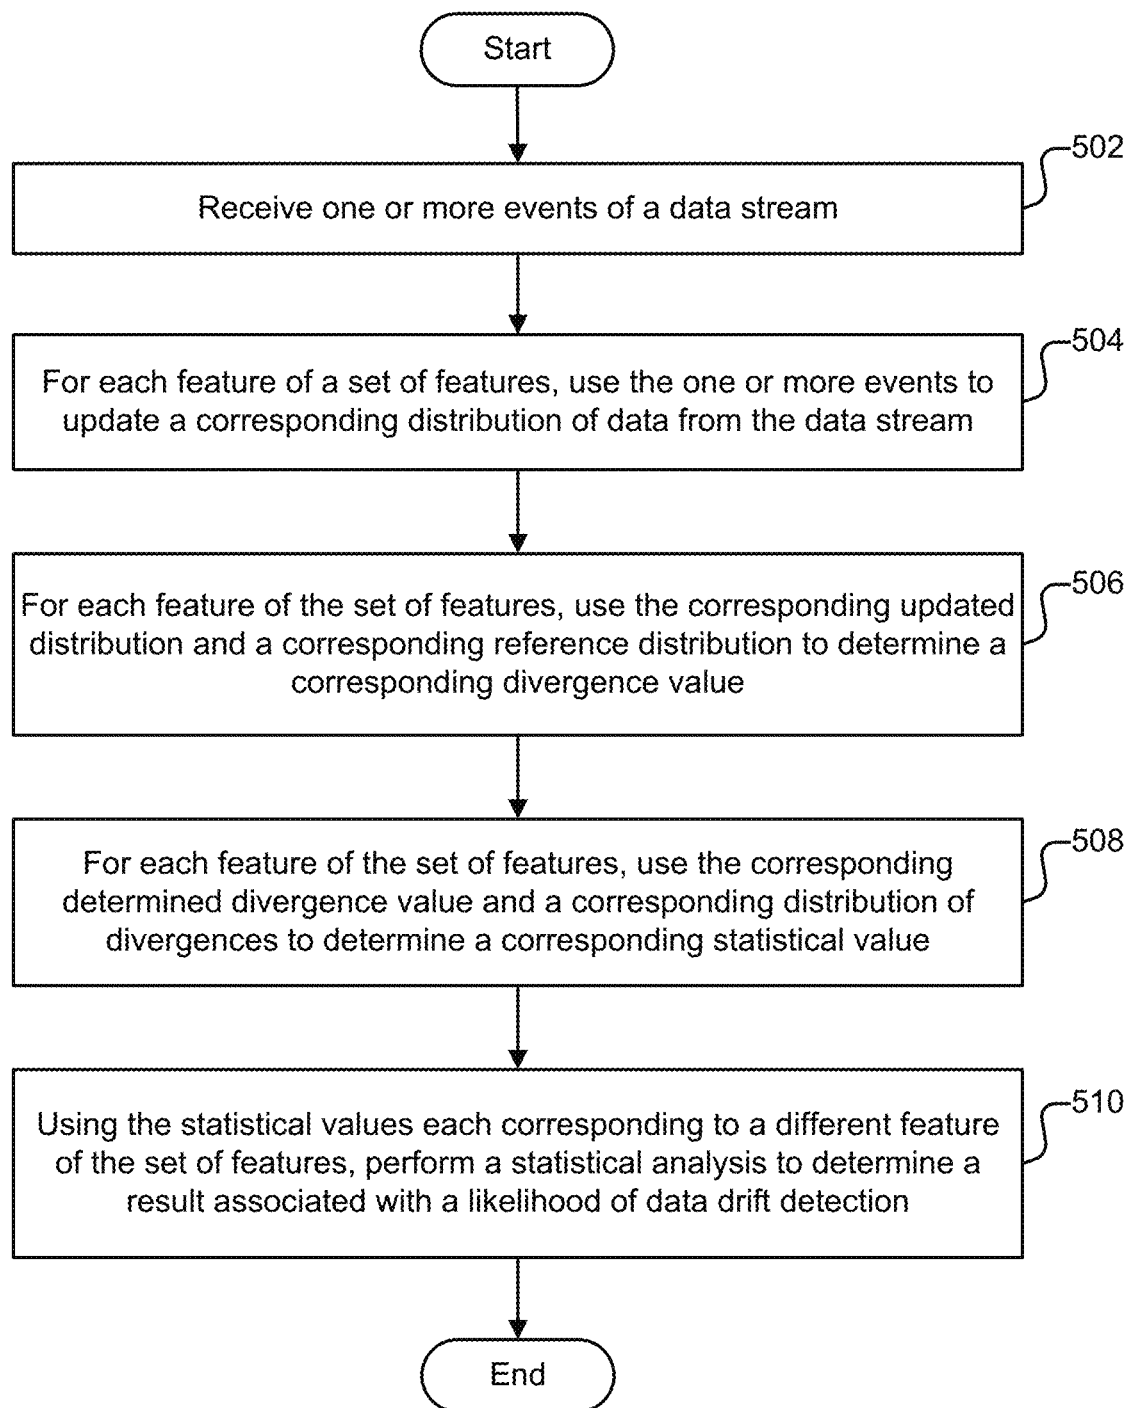 Start
502
Receive one or more events of a data stream
504
For each feature of a set of features, use the one or more events to
update a corresponding distribution of data from the data stream
506
For each feature of the set of features, use the corresponding updated
distribution and a corresponding reference distribution to determine a
corresponding divergence value
508
For each feature of the set of features, use the corresponding
determined divergence value and a corresponding distribution of
divergences to determine a corresponding statistical value
510
Using the statistical values each corresponding to a different feature
of the set of features, perform a statistical analysis to determine a
result associated with a likelihood of data drift detection
End